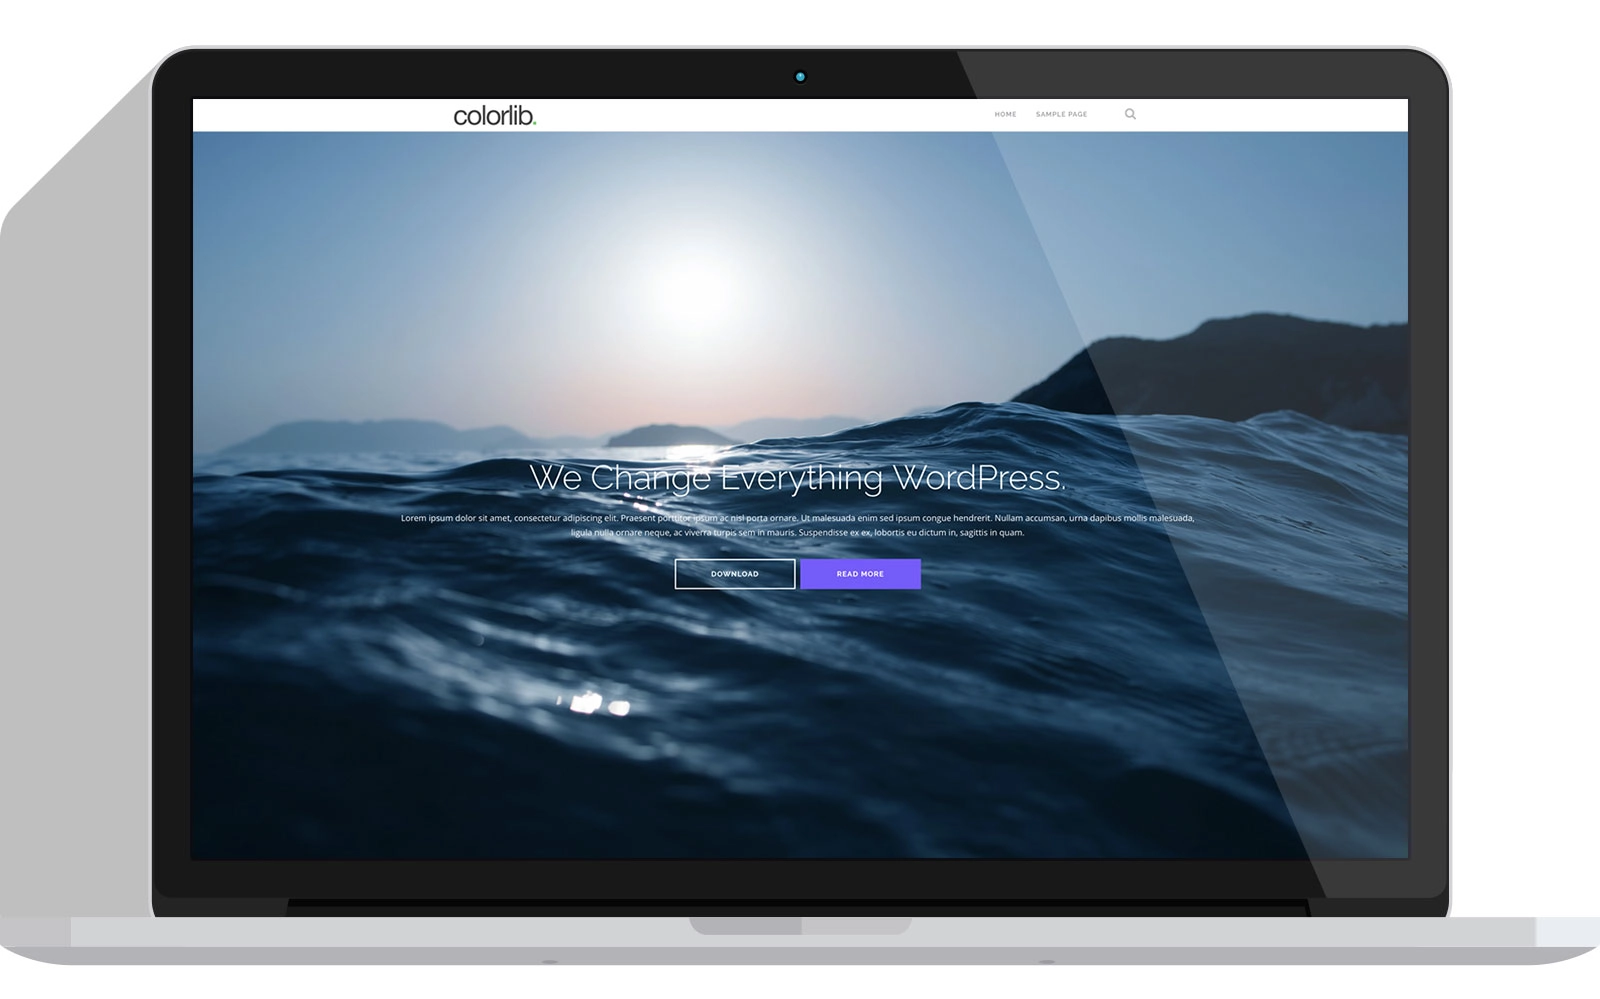 colorlib.
HOME SAMPLE PAGE
We Change Everything WordPress.
Lorem ipsum dolor sit amet, consectetur adipiscing elit. Praesent porttitor ipsum ac nisl porta ornare. Ut malesuada enim sed ipsum congue hendrerit. Nullam accumsan, urna dapibus mollis malesuada,
ligula nulla ornare neque, ac viverra turpis sem in mauris. Suspendisse ex ex, lobortis eu dictum in, sagittis in quam.
DOWNLOAD READ MORE